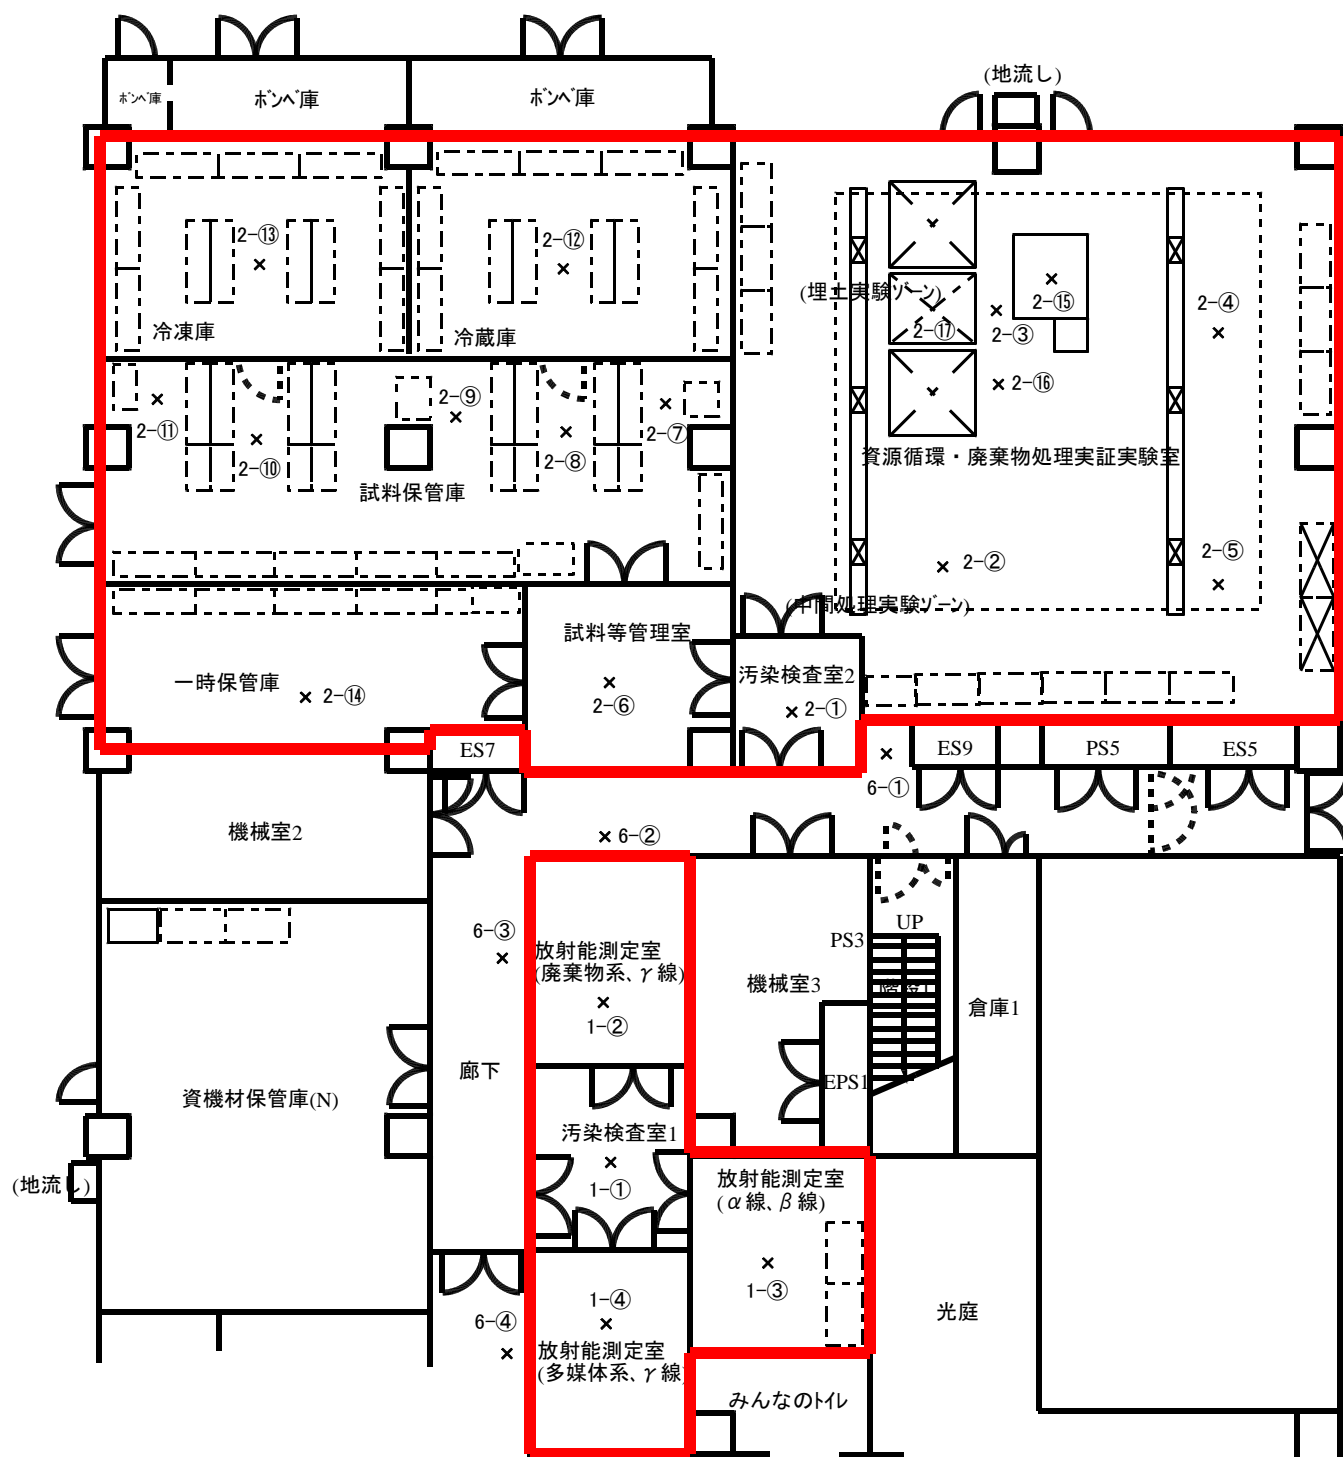 (地流し)
ボンベ庫
ボンベ庫
ボンベ庫
2-⑬
2-⑫
(埋土実験ゾーン)
2-⑮
2-④
冷凍庫
冷蔵庫
2-⑰
2-③
2-⑯
2-⑨
2-⑪
2-⑦
2-⑩
2-⑧
資源循環・廃棄物処理実証実験室
試料保管庫
2-②
2-⑤
(中間処理実験ゾーン)
試料等管理室
一時保管庫
2-⑭
2-⑥
汚染検査室2
2-①
ES7
ES9
PS5
ES5
6-①
機械室2
6-②
6-③
UP
PS3
放射能測定室
(廃棄物系、γ線)
機械室3
階段1
倉庫1
1-②
廊下
EPS1
資機材保管庫(N)
汚染検査室1
(地流し)
1-①
放射能測定室
(α線、β線)
1-③
1-④
6-④
光庭
放射能測定室
(多媒体系、γ線)
みんなのトイレ